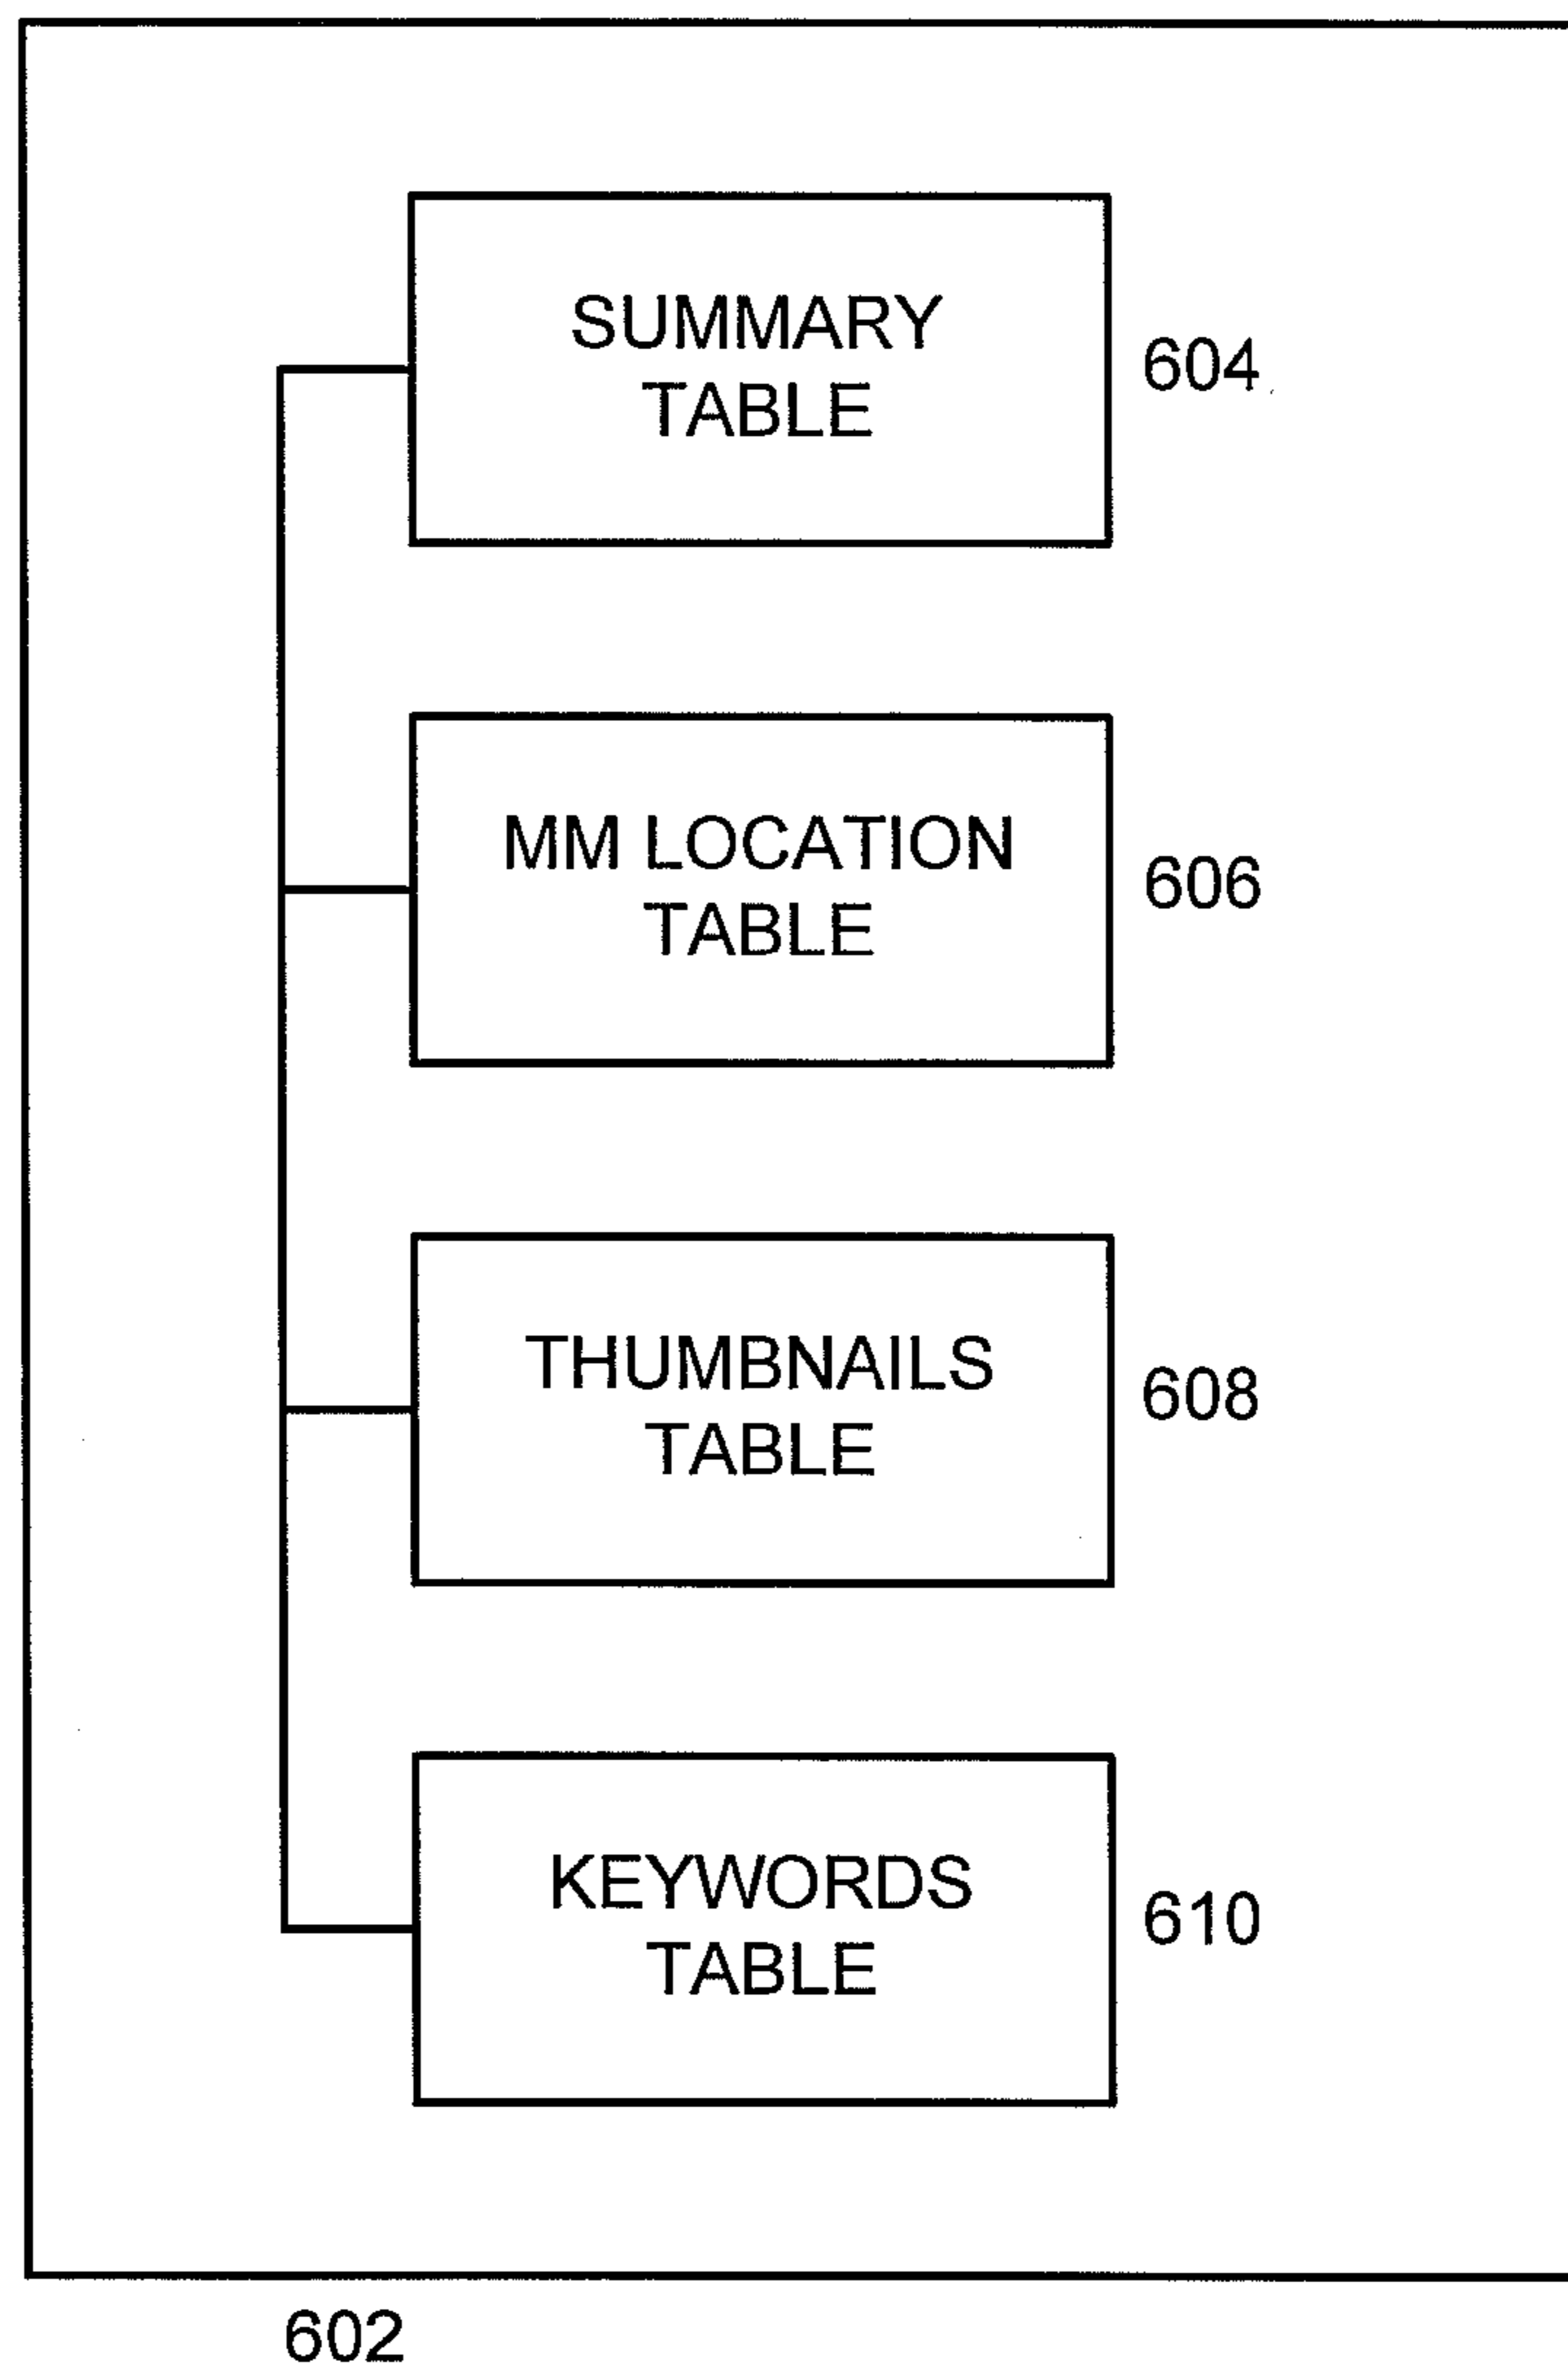 SUMMARY
TABLE
604
MM LOCATION
TABLE
606
THUMBNAILS
TABLE
608
KEYWORDS
TABLE
610
602